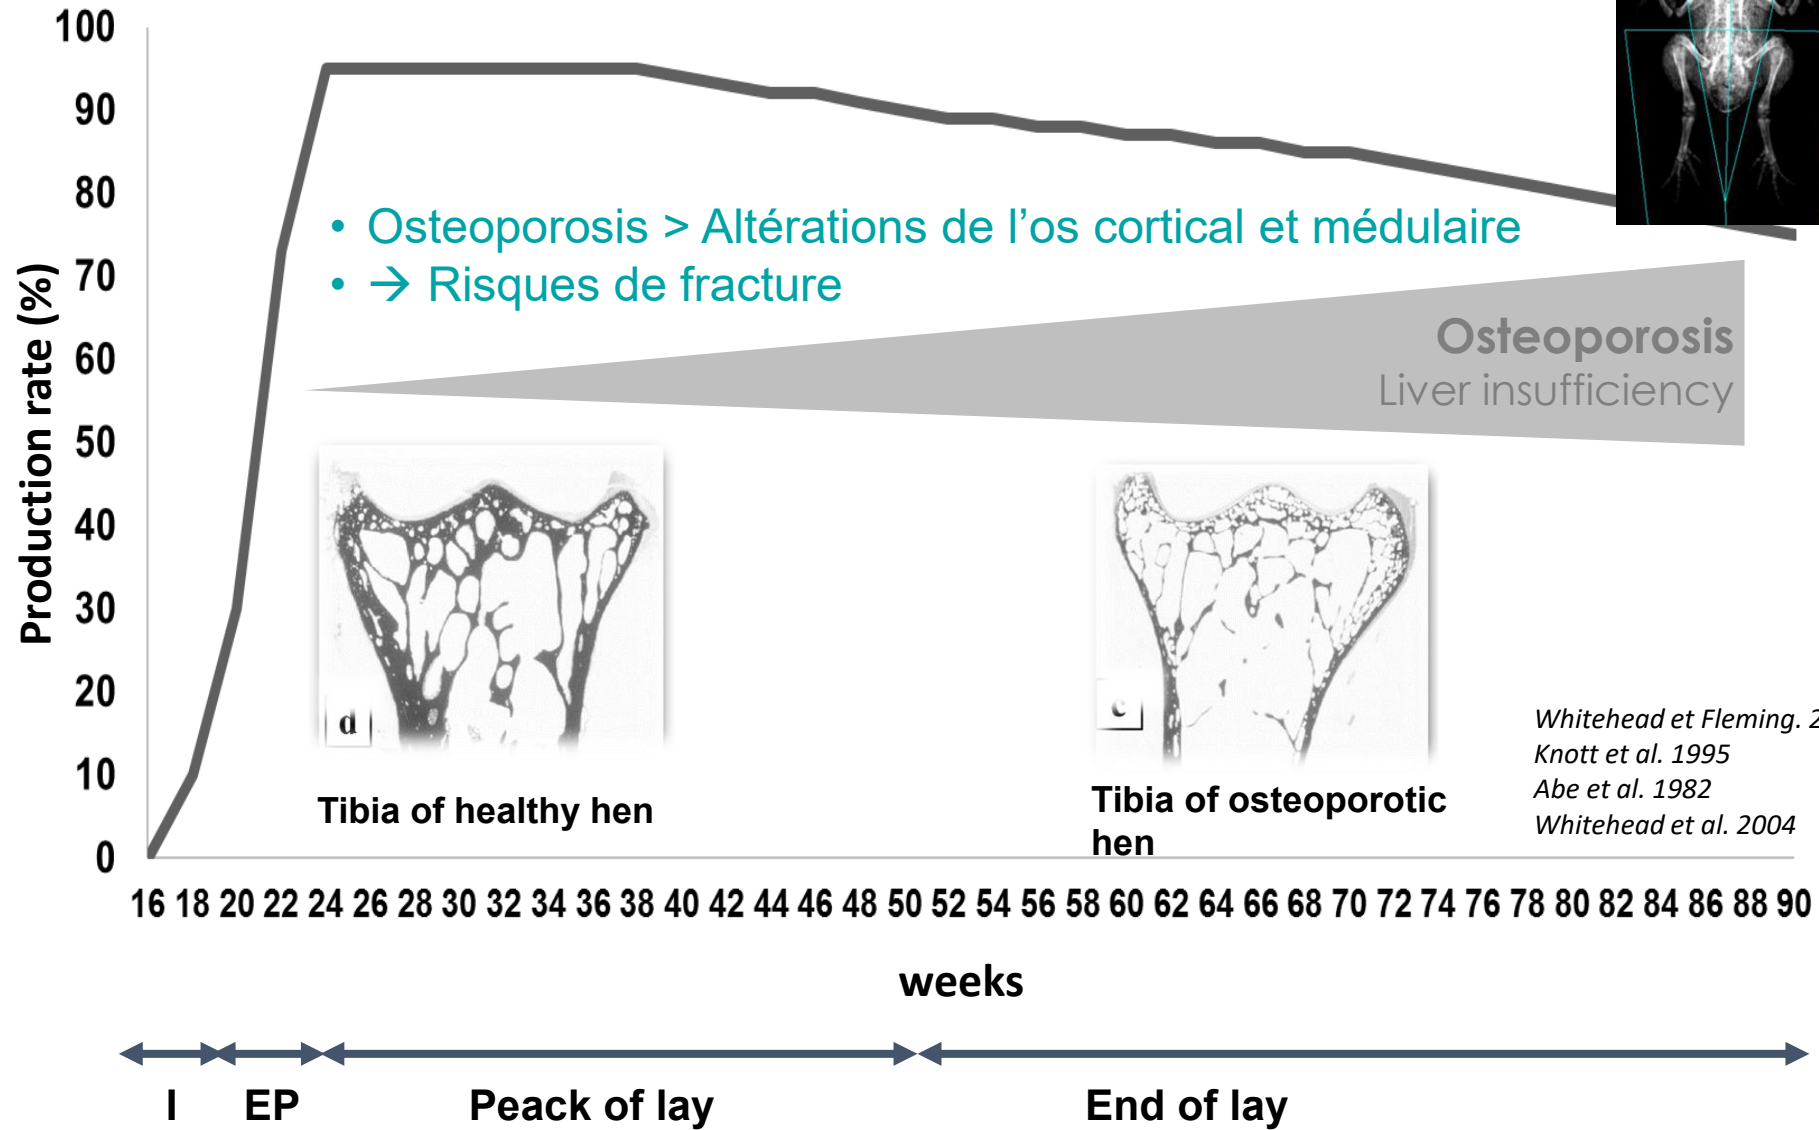 100
90
80
70
60
50
40
30
20
10
0
Production rate (%)
• Osteoporosis > Altérations de l'os cortical et médulaire
• → Risques de fracture
Osteoporosis
Liver insufficiency
d
c
Tibia of healthy hen
Tibia of osteoporotic
hen
Whitehead et Fleming. 2
Knott et al. 1995
Abe et al. 1982
Whitehead et al. 2004
16 18 20 22 24 26 28 30 32 34 36 38 40 42 44 46 48 50 52 54 56 58 60 62 64 66 68 70 72 74 76 78 80 82 84 86 88 90
weeks
I EP Peack of lay End of lay